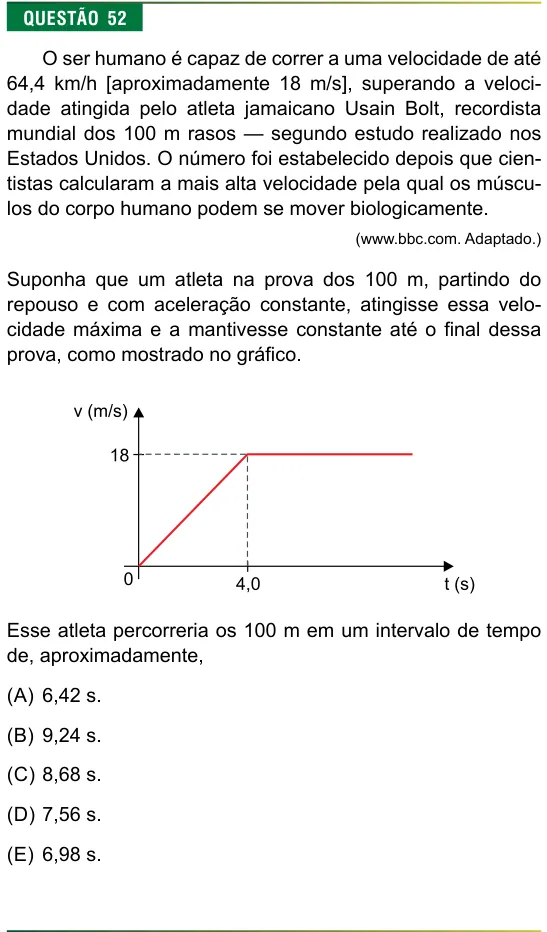 QUESTÃO 52
O ser humano é capaz de correr a uma velocidade de até
64,4 km/h [aproximadamente 18 m/s], superando a veloci-
dade atingida pelo atleta jamaicano Usain Bolt, recordista
mundial dos 100 m rasos — segundo estudo realizado nos
Estados Unidos. O número foi estabelecido depois que cien-
tistas calcularam a mais alta velocidade pela qual os múscu-
los do corpo humano podem se mover biologicamente.
(www.bbc.com. Adaptado.)
Suponha que um atleta na prova dos 100 m, partindo do
repouso e com aceleração constante, atingisse essa velo-
cidade máxima e a mantivesse constante até o final dessa
prova, como mostrado no gráfico.
v (m/s)
18
0
4,0
t (s)
Esse atleta percorreria os 100 m em um intervalo de tempo
de, aproximadamente,
(A) 6,42 s.
(B) 9,24 s.
(C) 8,68 s.
(D) 7,56 s.
(E) 6,98 s.